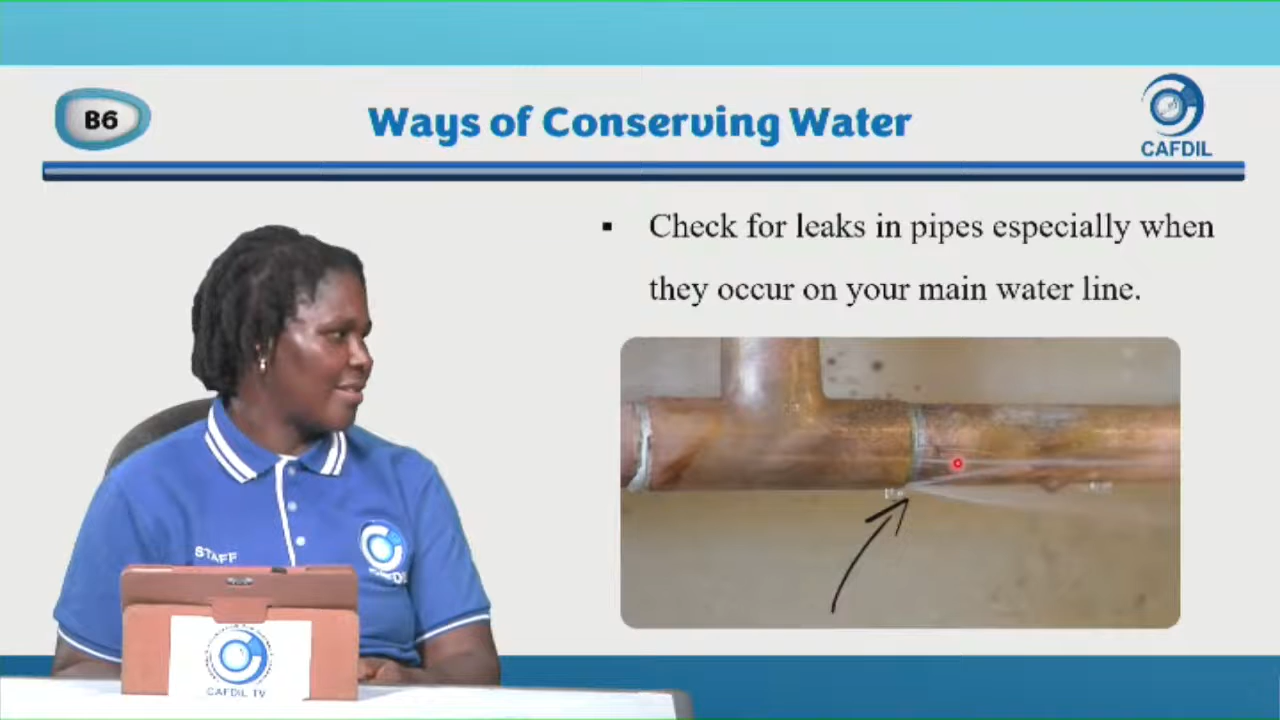 B6
Ways of Conserving Water
CAFDIL
▪ Check for leaks in pipes especially when
they occur on your main water line.
STAFF
CAFDIL TV